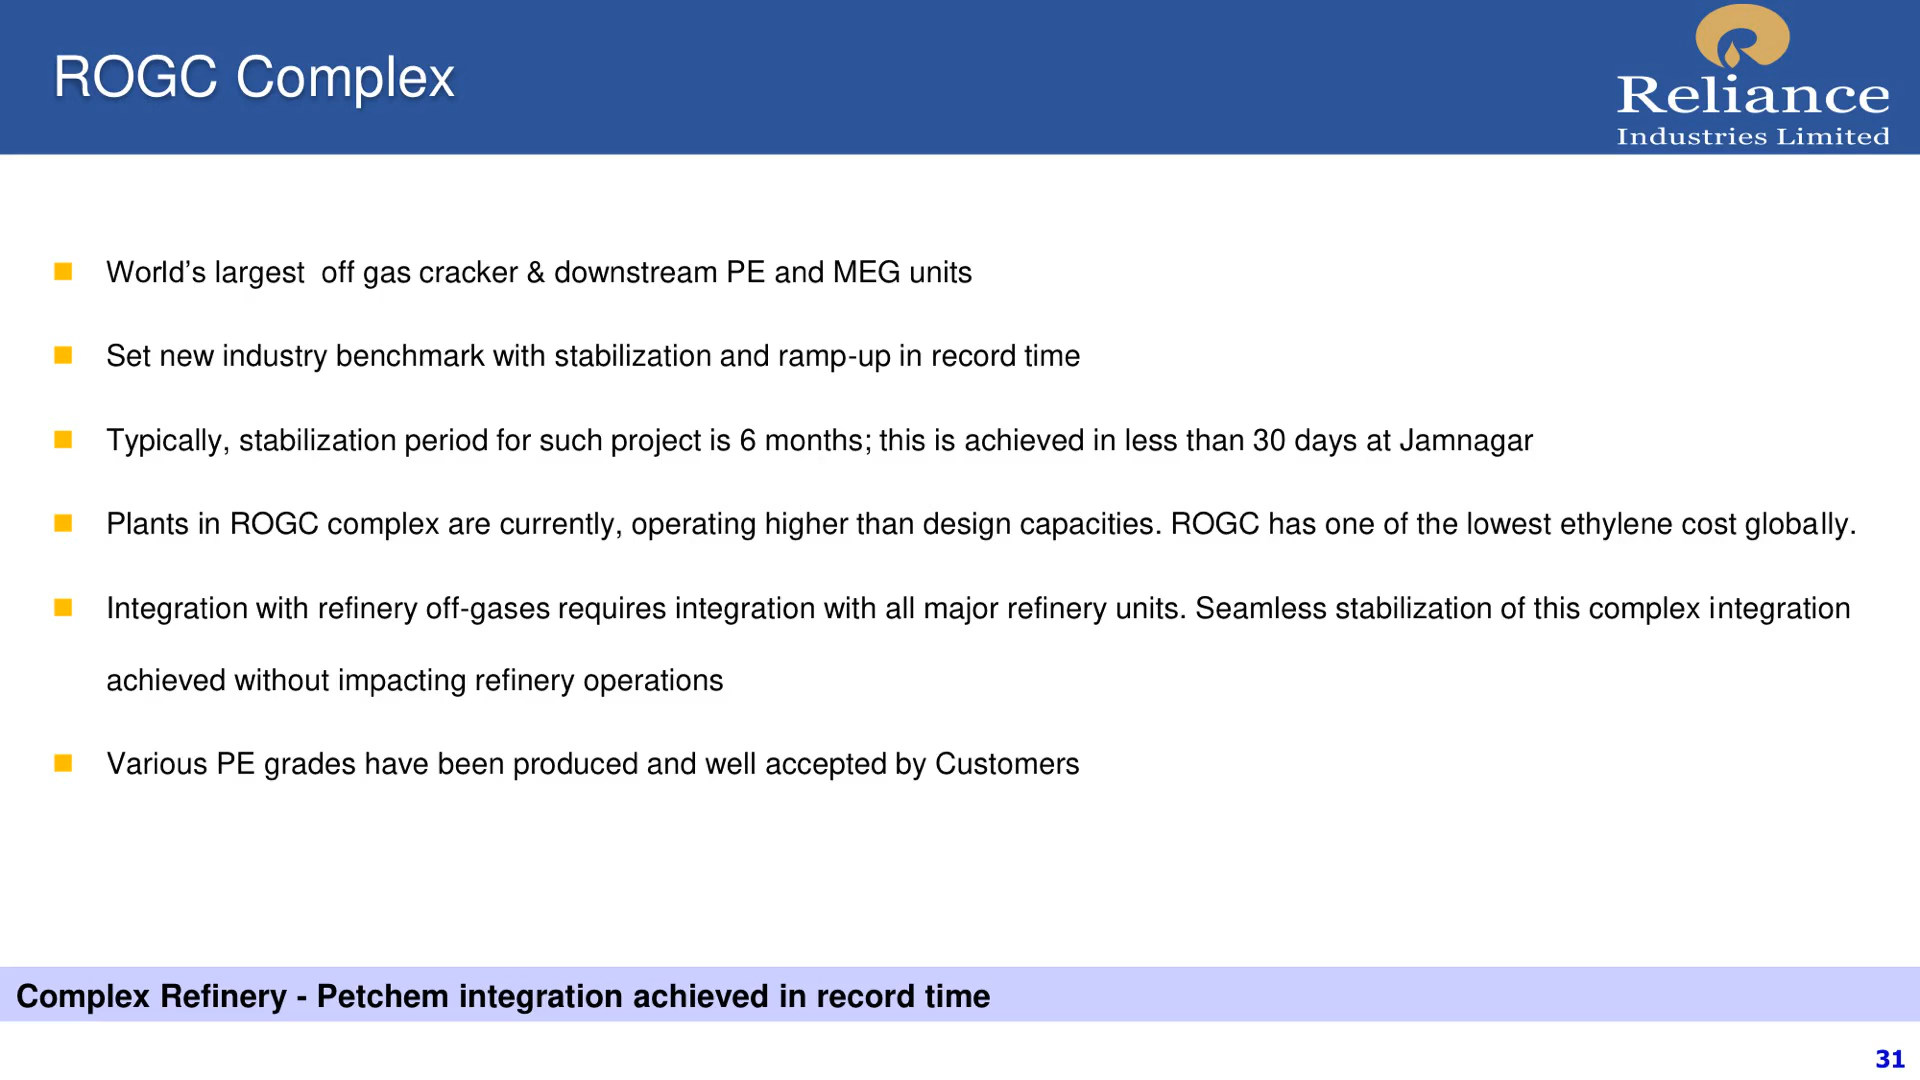 ROGC Complex
Reliance
Industries Limited
World’s largest  off gas cracker & downstream PE and MEG units
Set new industry benchmark with stabilization and ramp-up in record time
Typically, stabilization period for such project is 6 months; this is achieved in less than 30 days at Jamnagar
Plants in ROGC complex are currently, operating higher than design capacities. ROGC has one of the lowest ethylene cost globally.
Integration with refinery off-gases requires integration with all major refinery units. Seamless stabilization of this complex integration
achieved without impacting refinery operations
Various PE grades have been produced and well accepted by Customers
Complex Refinery - Petchem integration achieved in record time
31